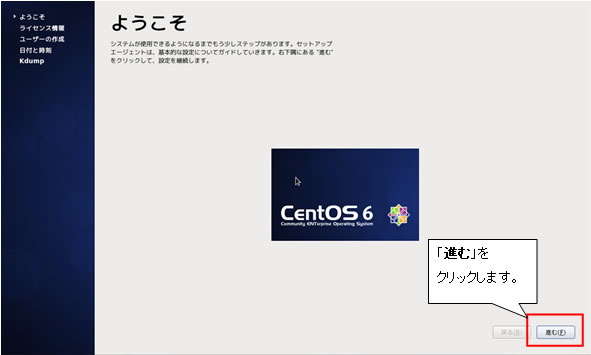 ようこそ
ライセンス情報
ユーザーの作成
日付と時刻
Kdump
ようこそ
システムが使用できるようになるまでもう少しステップがあります。セットアップ
エージェントは、基本的な設定についてガイドしていきます。右下隅にある "進む"
をクリックして、設定を継続します。
CentOS 6
Community ENTerprise Operating System
「進む」を
クリックします。
戻る(B)
進む(F)